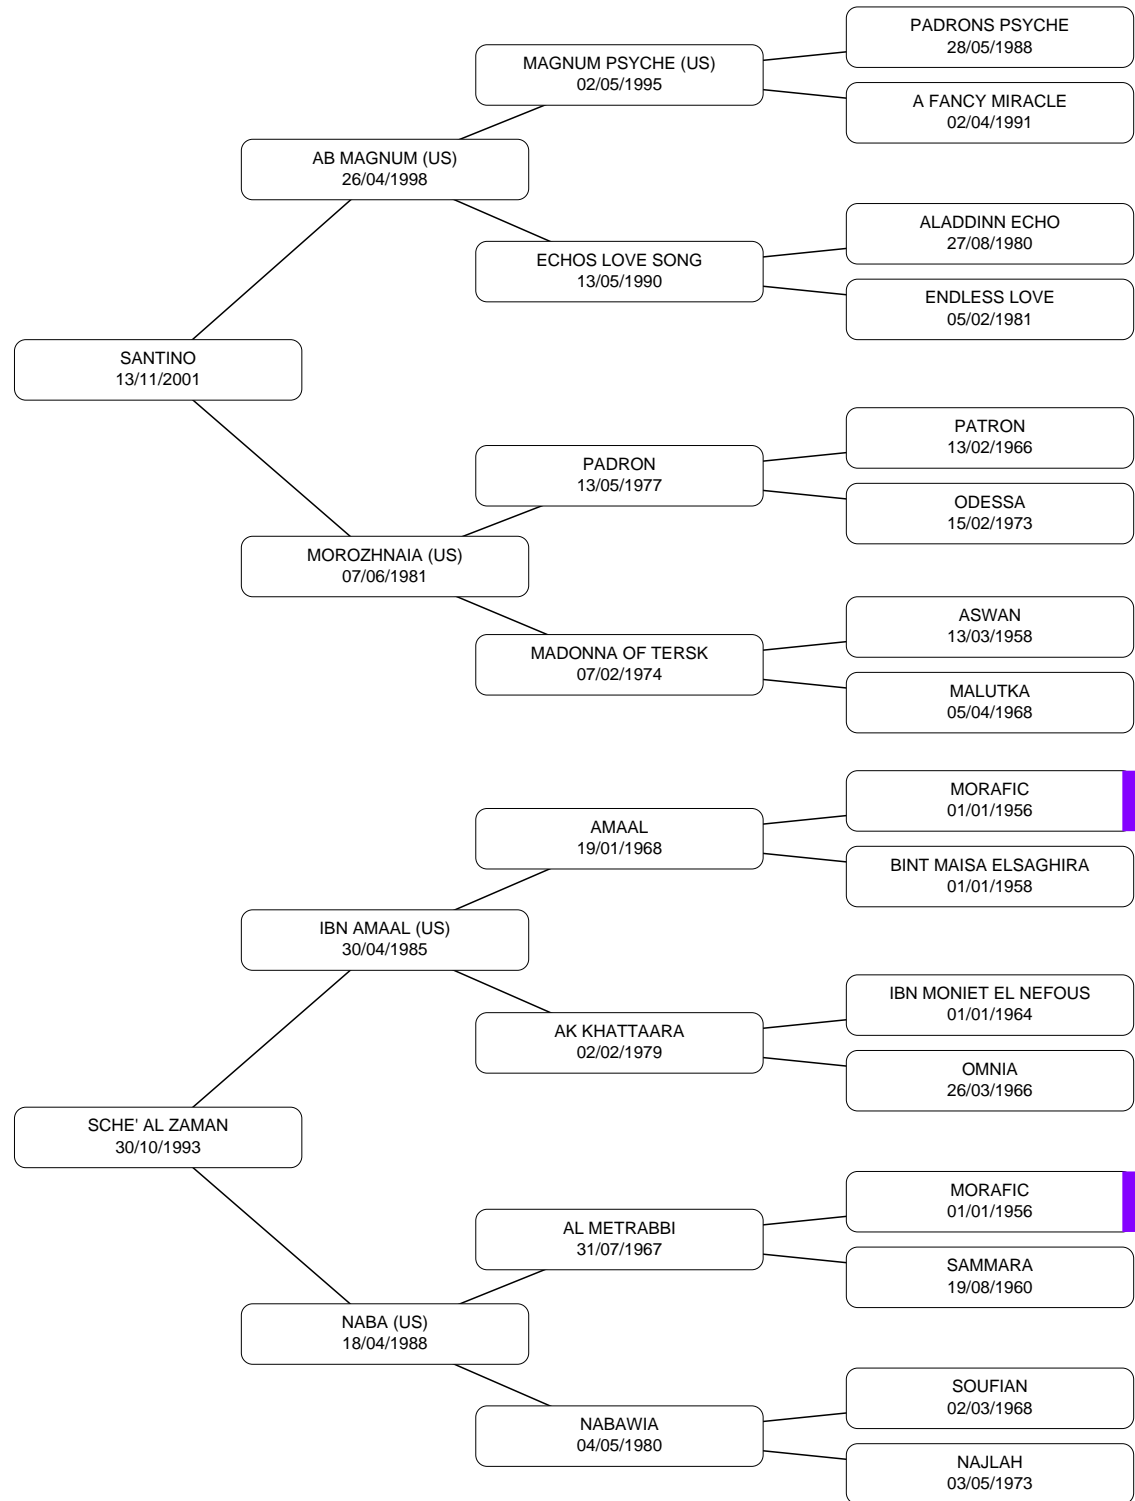 PADRONS PSYCHE
28/05/1988
MAGNUM PSYCHE (US)
02/05/1995
A FANCY MIRACLE
02/04/1991
AB MAGNUM (US)
26/04/1998
ALADDINN ECHO
27/08/1980
ECHOS LOVE SONG
13/05/1990
ENDLESS LOVE
05/02/1981
SANTINO
13/11/2001
PATRON
13/02/1966
PADRON
13/05/1977
ODESSA
15/02/1973
MOROZHNAIA (US)
07/06/1981
ASWAN
13/03/1958
MADONNA OF TERSK
07/02/1974
MALUTKA
05/04/1968
MORAFIC
01/01/1956
AMAAL
19/01/1968
BINT MAISA ELSAGHIRA
01/01/1958
IBN AMAAL (US)
30/04/1985
IBN MONIET EL NEFOUS
01/01/1964
AK KHATTAARA
02/02/1979
OMNIA
26/03/1966
SCHE' AL ZAMAN
30/10/1993
MORAFIC
01/01/1956
AL METRABBI
31/07/1967
SAMMARA
19/08/1960
NABA (US)
18/04/1988
SOUFIAN
02/03/1968
NABAWIA
04/05/1980
NAJLAH
03/05/1973